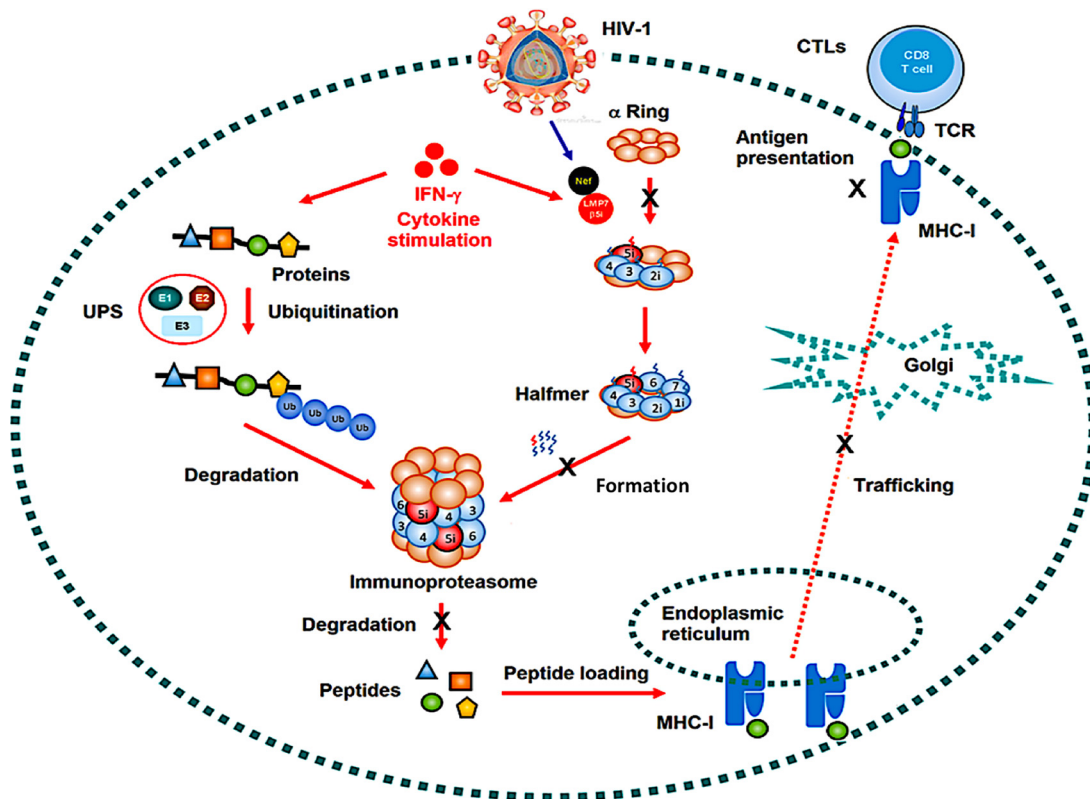 HIV-1
CTLs
CD8
T cell
α Ring
TCR
Antigen
presentation
X
MHC-I
Nef
LMP7
β5i
X
IFN-γ
Cytokine
stimulation
Proteins
5i
4
3
2i
UPS
E1
E2
E3
Ubiquitination
Golgi
Halfmer
5i
6
7
4
3
2i
1i
Ub
Ub
Ub
Ub
X
Degradation
X
Formation
Trafficking
6
5i
4
3
3
4
5i
6
Immunoproteasome
Endoplasmic
reticulum
Degradation
X
Peptides
Peptide loading
MHC-I